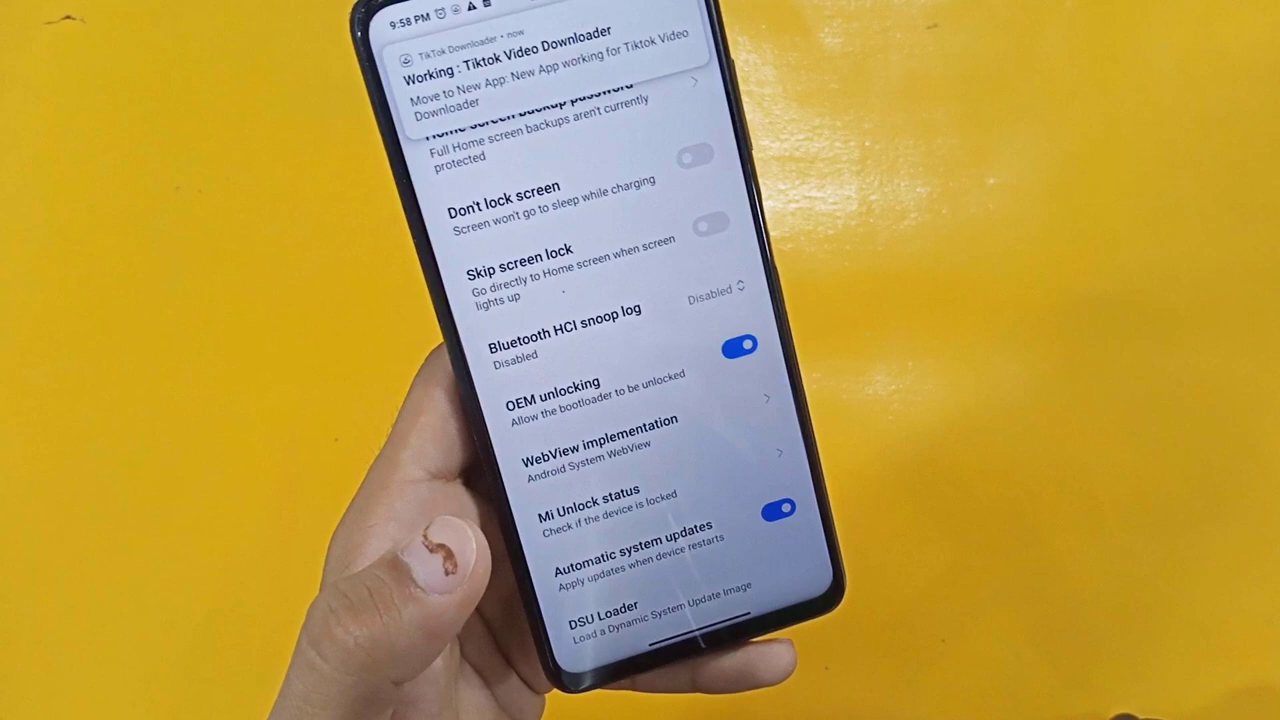 9:58 PM
TikTok Downloader • now
Working : Tiktok Video Downloader
Move to New App: New App working for Tiktok Video
Downloader
Home screen backup password
Full Home screen backups aren't currently
protected
Don't lock screen
Screen won't go to sleep while charging
Skip screen lock
Go directly to Home screen when screen
lights up
Bluetooth HCI snoop log
Disabled
Disabled
OEM unlocking
Allow the bootloader to be unlocked
WebView implementation
Android System WebView
Mi Unlock status
Check if the device is locked
Automatic system updates
Apply updates when device restarts
DSU Loader
Load a Dynamic System Update Image